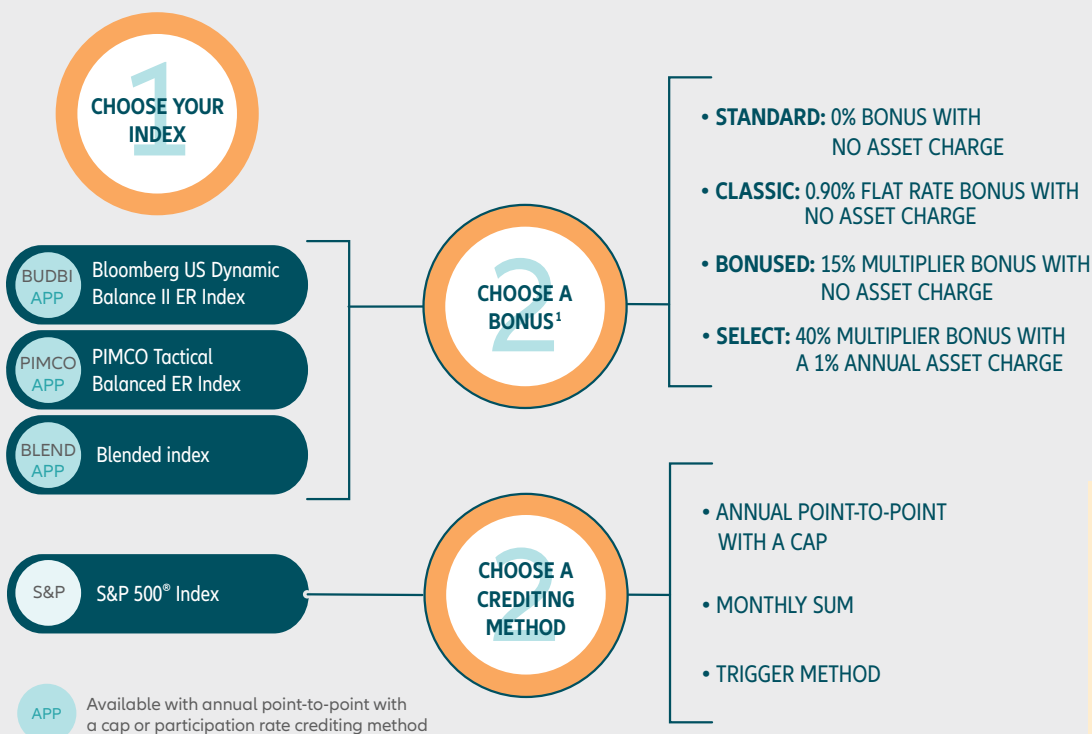 1
CHOOSE YOUR
INDEX
BUDBI
APP
Bloomberg US Dynamic
Balance II ER Index
PIMCO
APP
PIMCO Tactical
Balanced ER Index
BLEND
APP
Blended index
2
CHOOSE A
BONUS¹
• STANDARD: 0% BONUS WITH
NO ASSET CHARGE
• CLASSIC: 0.90% FLAT RATE BONUS WITH
NO ASSET CHARGE
• BONUSED: 15% MULTIPLIER BONUS WITH
NO ASSET CHARGE
• SELECT: 40% MULTIPLIER BONUS WITH
A 1% ANNUAL ASSET CHARGE
S&P
S&P 500® Index
2
CHOOSE A
CREDITING
METHOD
• ANNUAL POINT-TO-POINT
WITH A CAP
• MONTHLY SUM
• TRIGGER METHOD
APP
Available with annual point-to-point with
a cap or participation rate crediting method